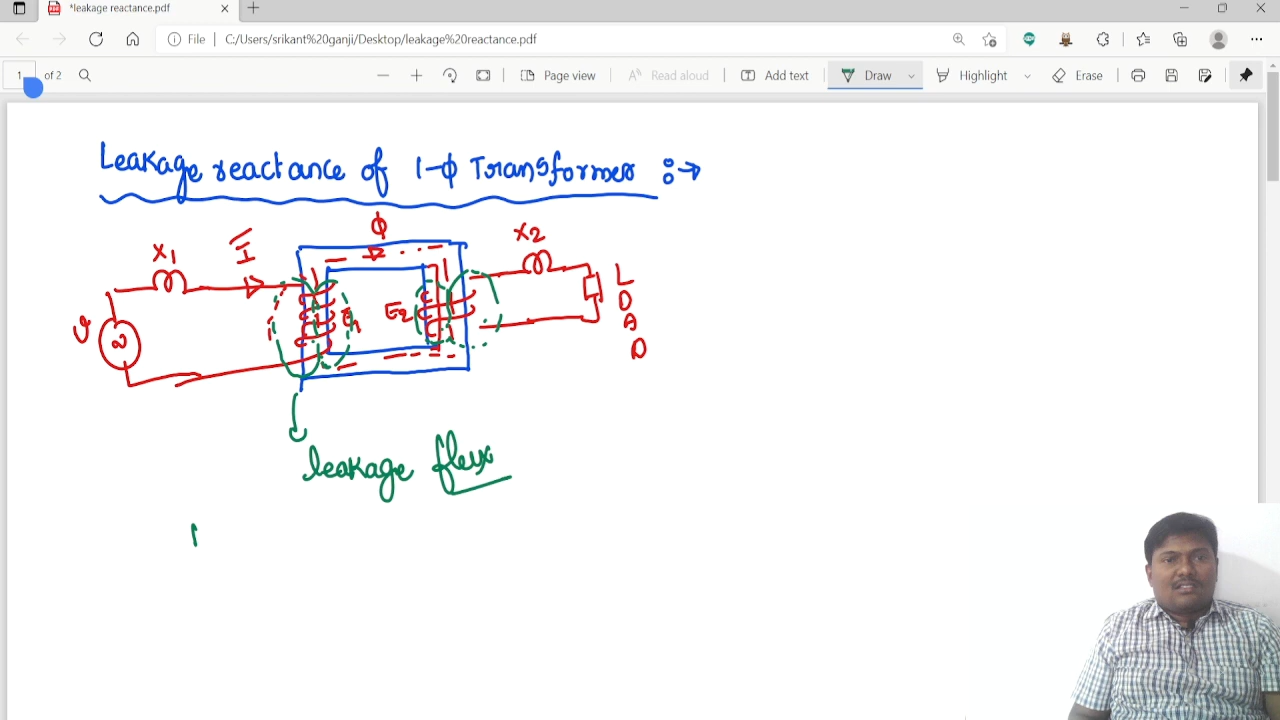 *leakage reactance.pdf
File C:/Users/srikant%20ganji/Desktop/leakage%20reactance.pdf
1 of 2 Page view Read aloud Add text Draw Highlight Erase
Leakage reactance of 1-ϕ Transformer :→
ϕ
X1 I X2
V E1 E2 L
O
A
D
leakage flux